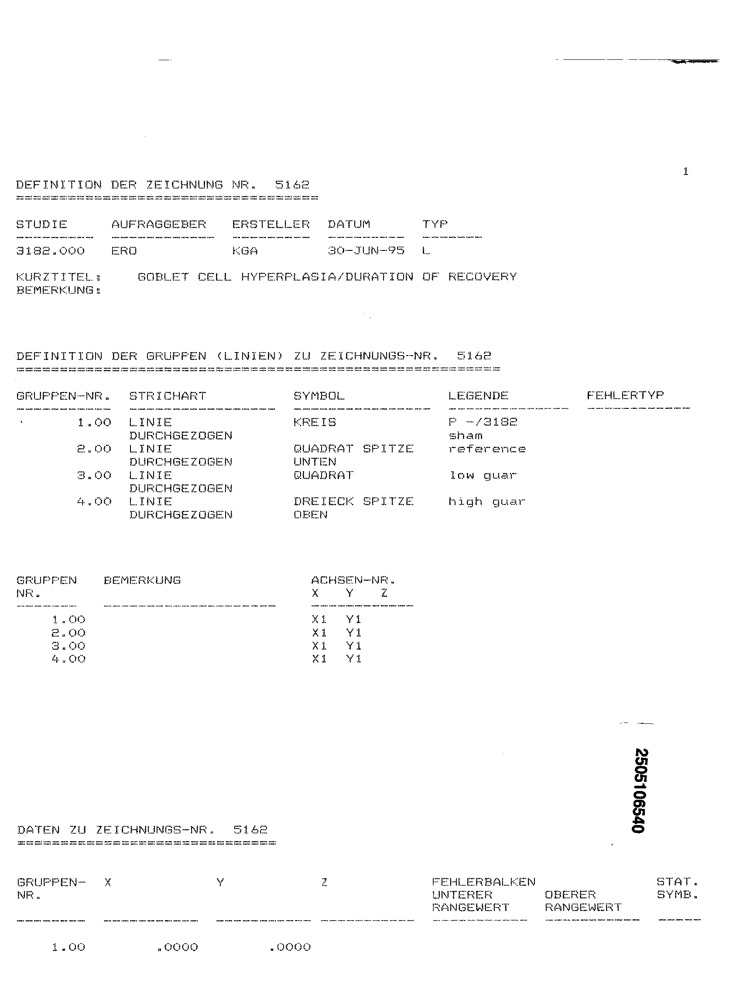 1
DEFINITION DER ZEICHNUNG NR. 5162
===================================
STUDIE AUFRAGGEBER ERSTELLER DATUM TYP
--------- ------------ --------- --------- -------
3182.000 ERO KGA 30-JUN-95 L
KURZTITEL: GOBLET CELL HYPERPLASIA/DURATION OF RECOVERY
BEMERKUNG:
DEFINITION DER GRUPPEN (LINIEN) ZU ZEICHNUNGS-NR. 5162
========================================================
GRUPPEN-NR. STRICHART SYMBOL LEGENDE FEHLERTYP
----------- ----------------- --------------- -------------- ------------
1.00 LINIE KREIS P -/3182
DURCHGEZOGEN sham
2.00 LINIE QUADRAT SPITZE reference
DURCHGEZOGEN UNTEN
3.00 LINIE QUADRAT low guar
DURCHGEZOGEN
4.00 LINIE DREIECK SPITZE high guar
DURCHGEZOGEN OBEN
GRUPPEN BEMERKUNG ACHSEN-NR.
NR. X Y Z
------- -------------------- ------------
1.00 X1 Y1
2.00 X1 Y1
3.00 X1 Y1
4.00 X1 Y1
2505106540
DATEN ZU ZEICHNUNGS-NR. 5162
==============================
GRUPPEN- X Y Z FEHLERBALKEN STAT.
NR. UNTERER OBERER SYMB.
RANGEWERT RANGEWERT
-------- ----------- ----------- ----------- ----------- ----------- -----
1.00 .0000 .0000